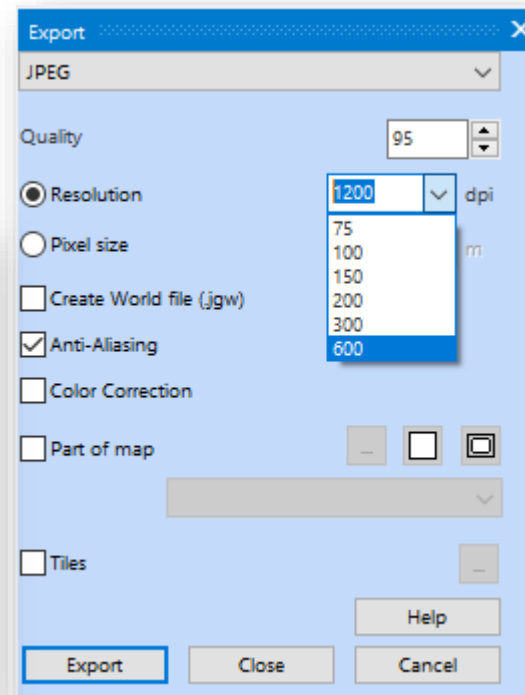 Export
JPEG
Quality 95
Resolution 1200 dpi
75
Pixel size m
100
150
Create World file (.jgw)
200
300
Anti-Aliasing
600
Color Correction
Part of map ...
Tiles ...
Help
Export Close Cancel